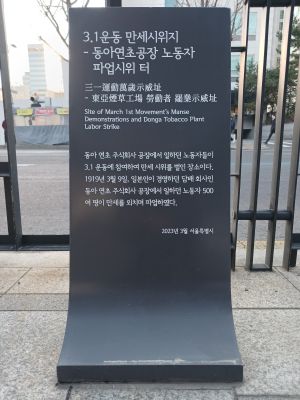 3.1운동 만세시위지
- 동아연초공장 노동자
파업시위 터
三一運動萬歲示威址
- 東亞煙草工場 勞動者 罷業示威址
Site of March 1st Movement's Manse
Demonstrations and Donga Tobacco Plant
Labor Strike
동아 연초 주식회사 공장에서 일하던 노동자들이
3.1 운동에 참여하여 만세 시위를 벌인 장소이다.
1919년 3월 9일, 일본인이 경영하던 담배 회사인
동아 연초 주식회사 공장에서 일하던 노동자 500
여 명이 만세를 외치며 파업하였다.
2023년 3월 서울특별시